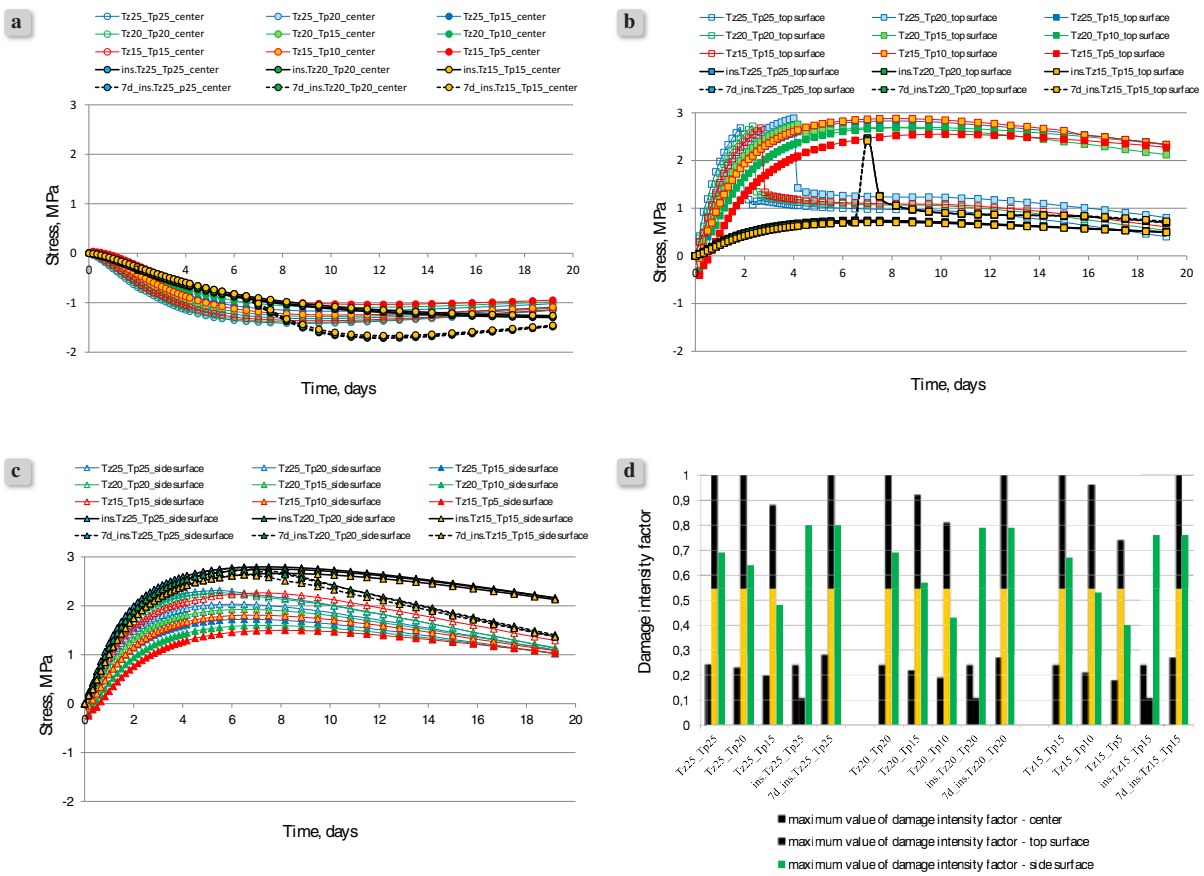 a
Tz25_Tp25_center Tz25_Tp20_center Tz25_Tp15_center
Tz20_Tp20_center Tz20_Tp15_center Tz20_Tp10_center
Tz15_Tp15_center Tz15_Tp10_center Tz15_Tp5_center
ins.Tz25_Tp25_center ins.Tz20_Tp20_center ins.Tz15_Tp15_center
7d_ins.Tz25_p25_center 7d_ins.Tz20_Tp20_center 7d_ins.Tz15_Tp15_center
3
2
1
0
-1
-2
0 2 4 6 8 10 12 14 16 18 20
Stress, MPa
Time, days
b
Tz25_Tp25_top surface Tz25_Tp20_top surface Tz25_Tp15_top surface
Tz20_Tp20_top surface Tz20_Tp15_top surface Tz20_Tp10_top surface
Tz15_Tp15_top surface Tz15_Tp10_top surface Tz15_Tp5_top surface
ins.Tz25_Tp25_top surface ins.Tz20_Tp20_top surface ins.Tz15_Tp15_top surface
7d_ins.Tz25_Tp25_top surface 7d_ins.Tz20_Tp20_top surface 7d_ins.Tz15_Tp15_top surface
3
2
1
0
-1
-2
0 2 4 6 8 10 12 14 16 18 20
Stress, MPa
Time, days
c
Tz25_Tp25_side surface Tz25_Tp20_side surface Tz25_Tp15_side surface
Tz20_Tp20_side surface Tz20_Tp15_side surface Tz20_Tp10_side surface
Tz15_Tp15_side surface Tz15_Tp10_side surface Tz15_Tp5_side surface
ins.Tz25_Tp25_side surface ins.Tz20_Tp20_side surface ins.Tz15_Tp15_side surface
7d_ins.Tz25_Tp25_side surface 7d_ins.Tz20_Tp20_side surface 7d_ins.Tz15_Tp15_side surface
3
2
1
0
-1
-2
0 2 4 6 8 10 12 14 16 18 20
Stress, MPa
Time, days
d
1
0,9
0,8
0,7
0,6
0,5
0,4
0,3
0,2
0,1
0
Damage intensity factor
Tz25_Tp25
Tz25_Tp20
Tz25_Tp15
ins.Tz25_Tp25
7d_ins.Tz25_Tp25
Tz20_Tp20
Tz20_Tp15
Tz20_Tp10
ins.Tz20_Tp20
7d_ins.Tz20_Tp20
Tz15_Tp15
Tz15_Tp10
Tz15_Tp5
ins.Tz15_Tp15
7d_ins.Tz15_Tp15
maximum value of damage intensity factor - center
maximum value of damage intensity factor - top surface
maximum value of damage intensity factor - side surface